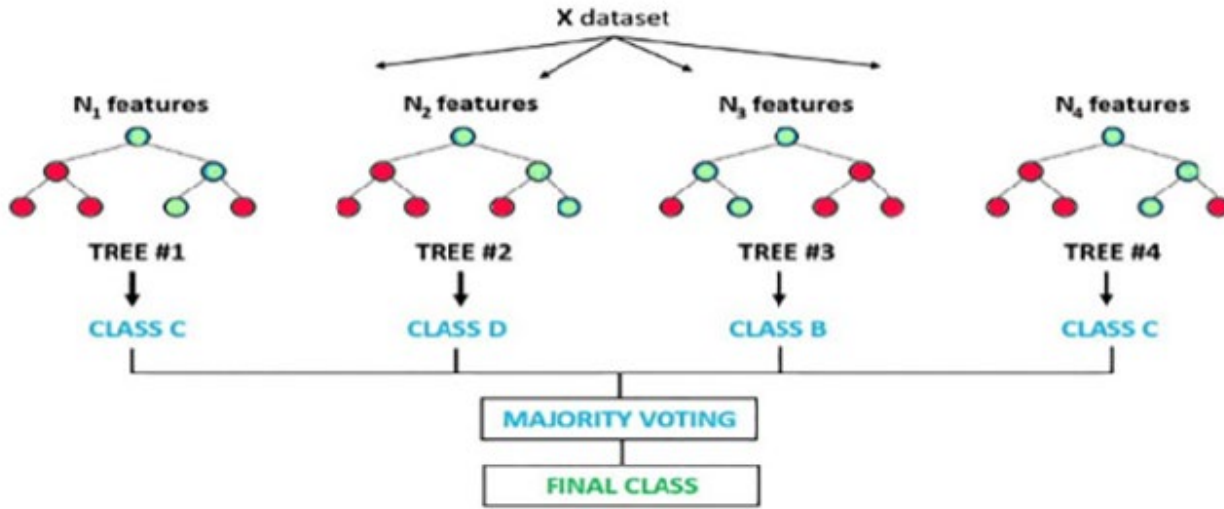 X dataset
N₁ features N₂ features N₃ features N₄ features
TREE #1 TREE #2 TREE #3 TREE #4
CLASS C CLASS D CLASS B CLASS C
MAJORITY VOTING
FINAL CLASS